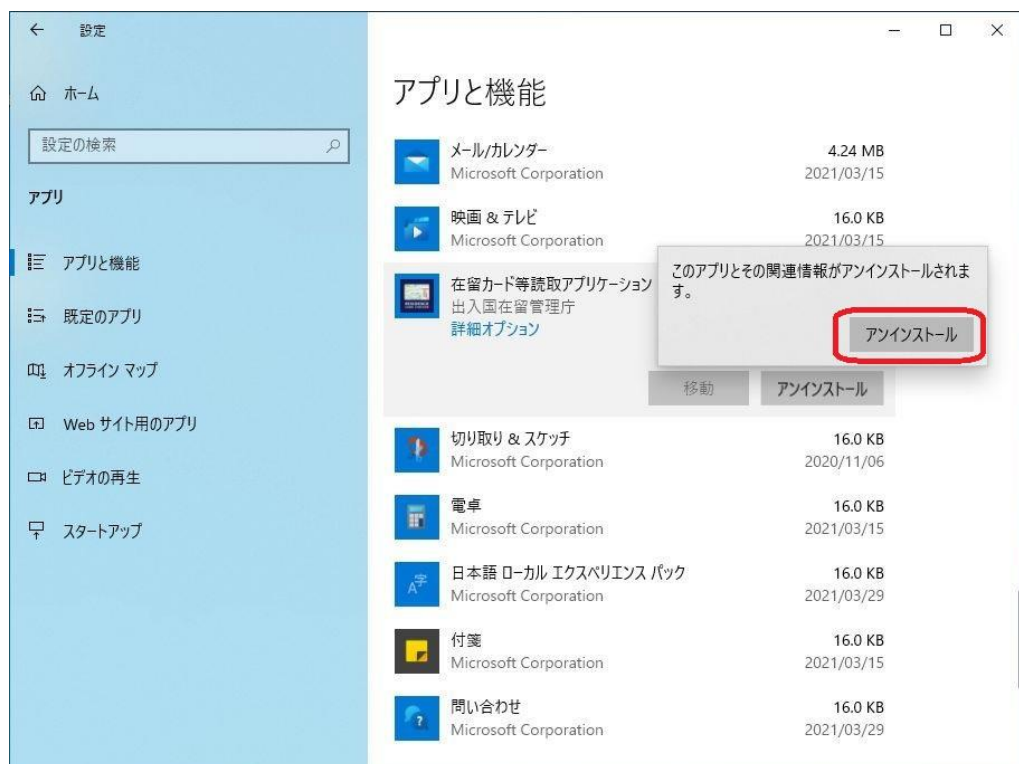 設定
ホーム
設定の検索
アプリ
アプリと機能
既定のアプリ
オフライン マップ
Web サイト用のアプリ
ビデオの再生
スタートアップ
アプリと機能
メール/カレンダー 4.24 MB
Microsoft Corporation 2021/03/15
映画 & テレビ 16.0 KB
Microsoft Corporation 2021/03/15
在留カード等読取アプリケーション
出入国在留管理庁
詳細オプション
このアプリとその関連情報がアンインストールされま
す。
アンインストール
移動 アンインストール
切り取り & スケッチ 16.0 KB
Microsoft Corporation 2020/11/06
電卓 16.0 KB
Microsoft Corporation 2021/03/15
日本語 ローカル エクスペリエンス パック 16.0 KB
Microsoft Corporation 2021/03/29
付箋 16.0 KB
Microsoft Corporation 2021/03/15
問い合わせ 16.0 KB
Microsoft Corporation 2021/03/29